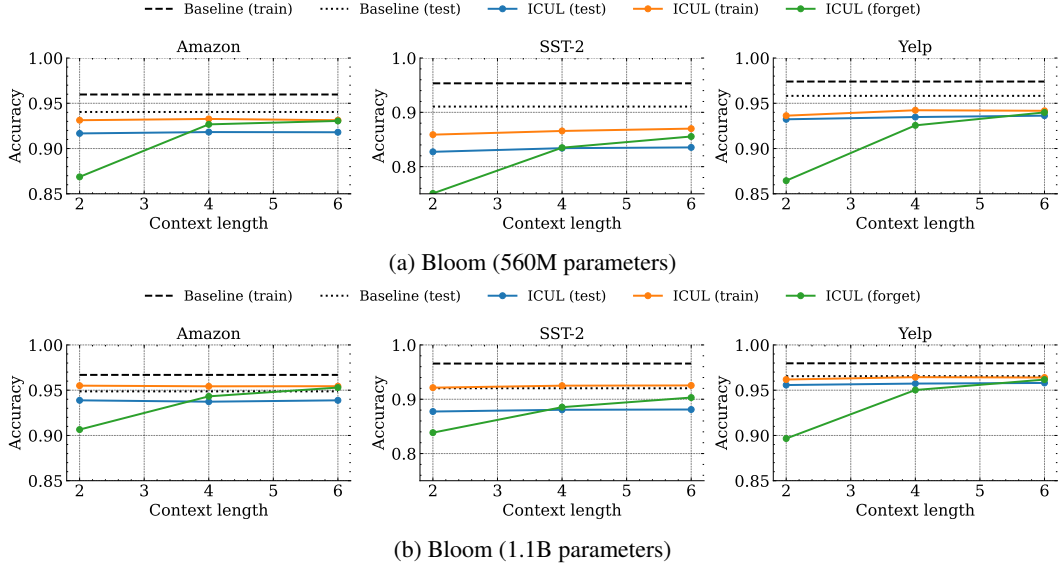 Baseline (train) Baseline (test) ICUL (test) ICUL (train) ICUL (forget)
Amazon SST-2 Yelp
Accuracy Accuracy Accuracy
1.00 1.0 1.00
0.95 0.9 0.95
0.90 0.8 0.90
0.85 0.85
2 3 4 5 6 2 3 4 5 6 2 3 4 5 6
Context length Context length Context length
(a) Bloom (560M parameters)
Baseline (train) Baseline (test) ICUL (test) ICUL (train) ICUL (forget)
Amazon SST-2 Yelp
Accuracy Accuracy Accuracy
1.00 1.0 1.00
0.95 0.9 0.95
0.90 0.8 0.90
0.85 0.85
2 3 4 5 6 2 3 4 5 6 2 3 4 5 6
Context length Context length Context length
(b) Bloom (1.1B parameters)